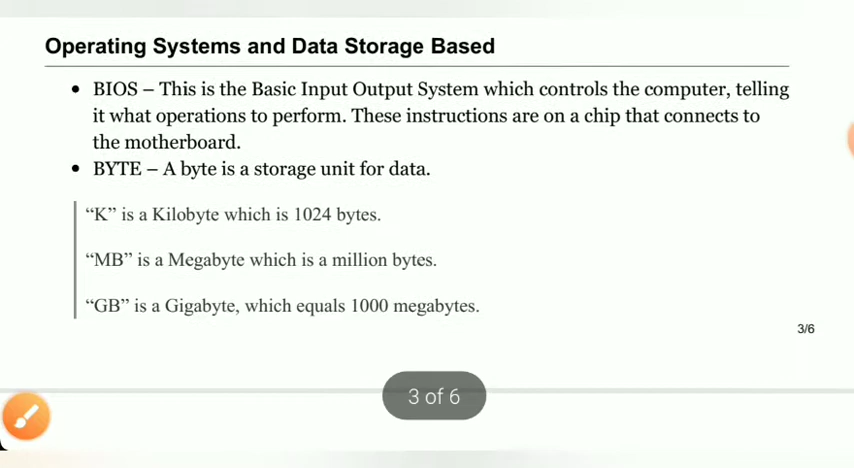 Operating Systems and Data Storage Based
• BIOS – This is the Basic Input Output System which controls the computer, telling
it what operations to perform. These instructions are on a chip that connects to
the motherboard.
• BYTE – A byte is a storage unit for data.
“K” is a Kilobyte which is 1024 bytes.
“MB” is a Megabyte which is a million bytes.
“GB” is a Gigabyte, which equals 1000 megabytes.
3/6
3 of 6